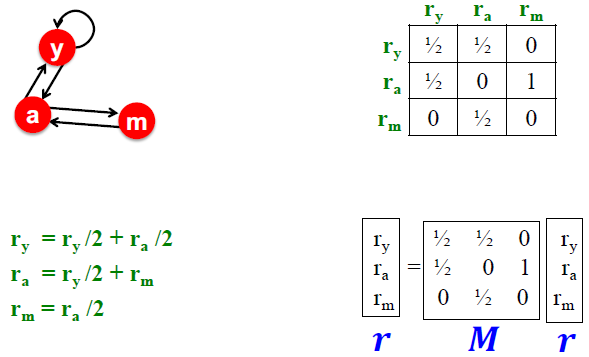 y
a
m
r_y r_a r_m
r_y ½ ½ 0
r_a ½ 0 1
r_m 0 ½ 0
r_y = r_y /2 + r_a /2
r_a = r_y /2 + r_m
r_m = r_a /2
r_y ½ ½ 0 r_y
r_a = ½ 0 1 r_a
r_m 0 ½ 0 r_m
r M r